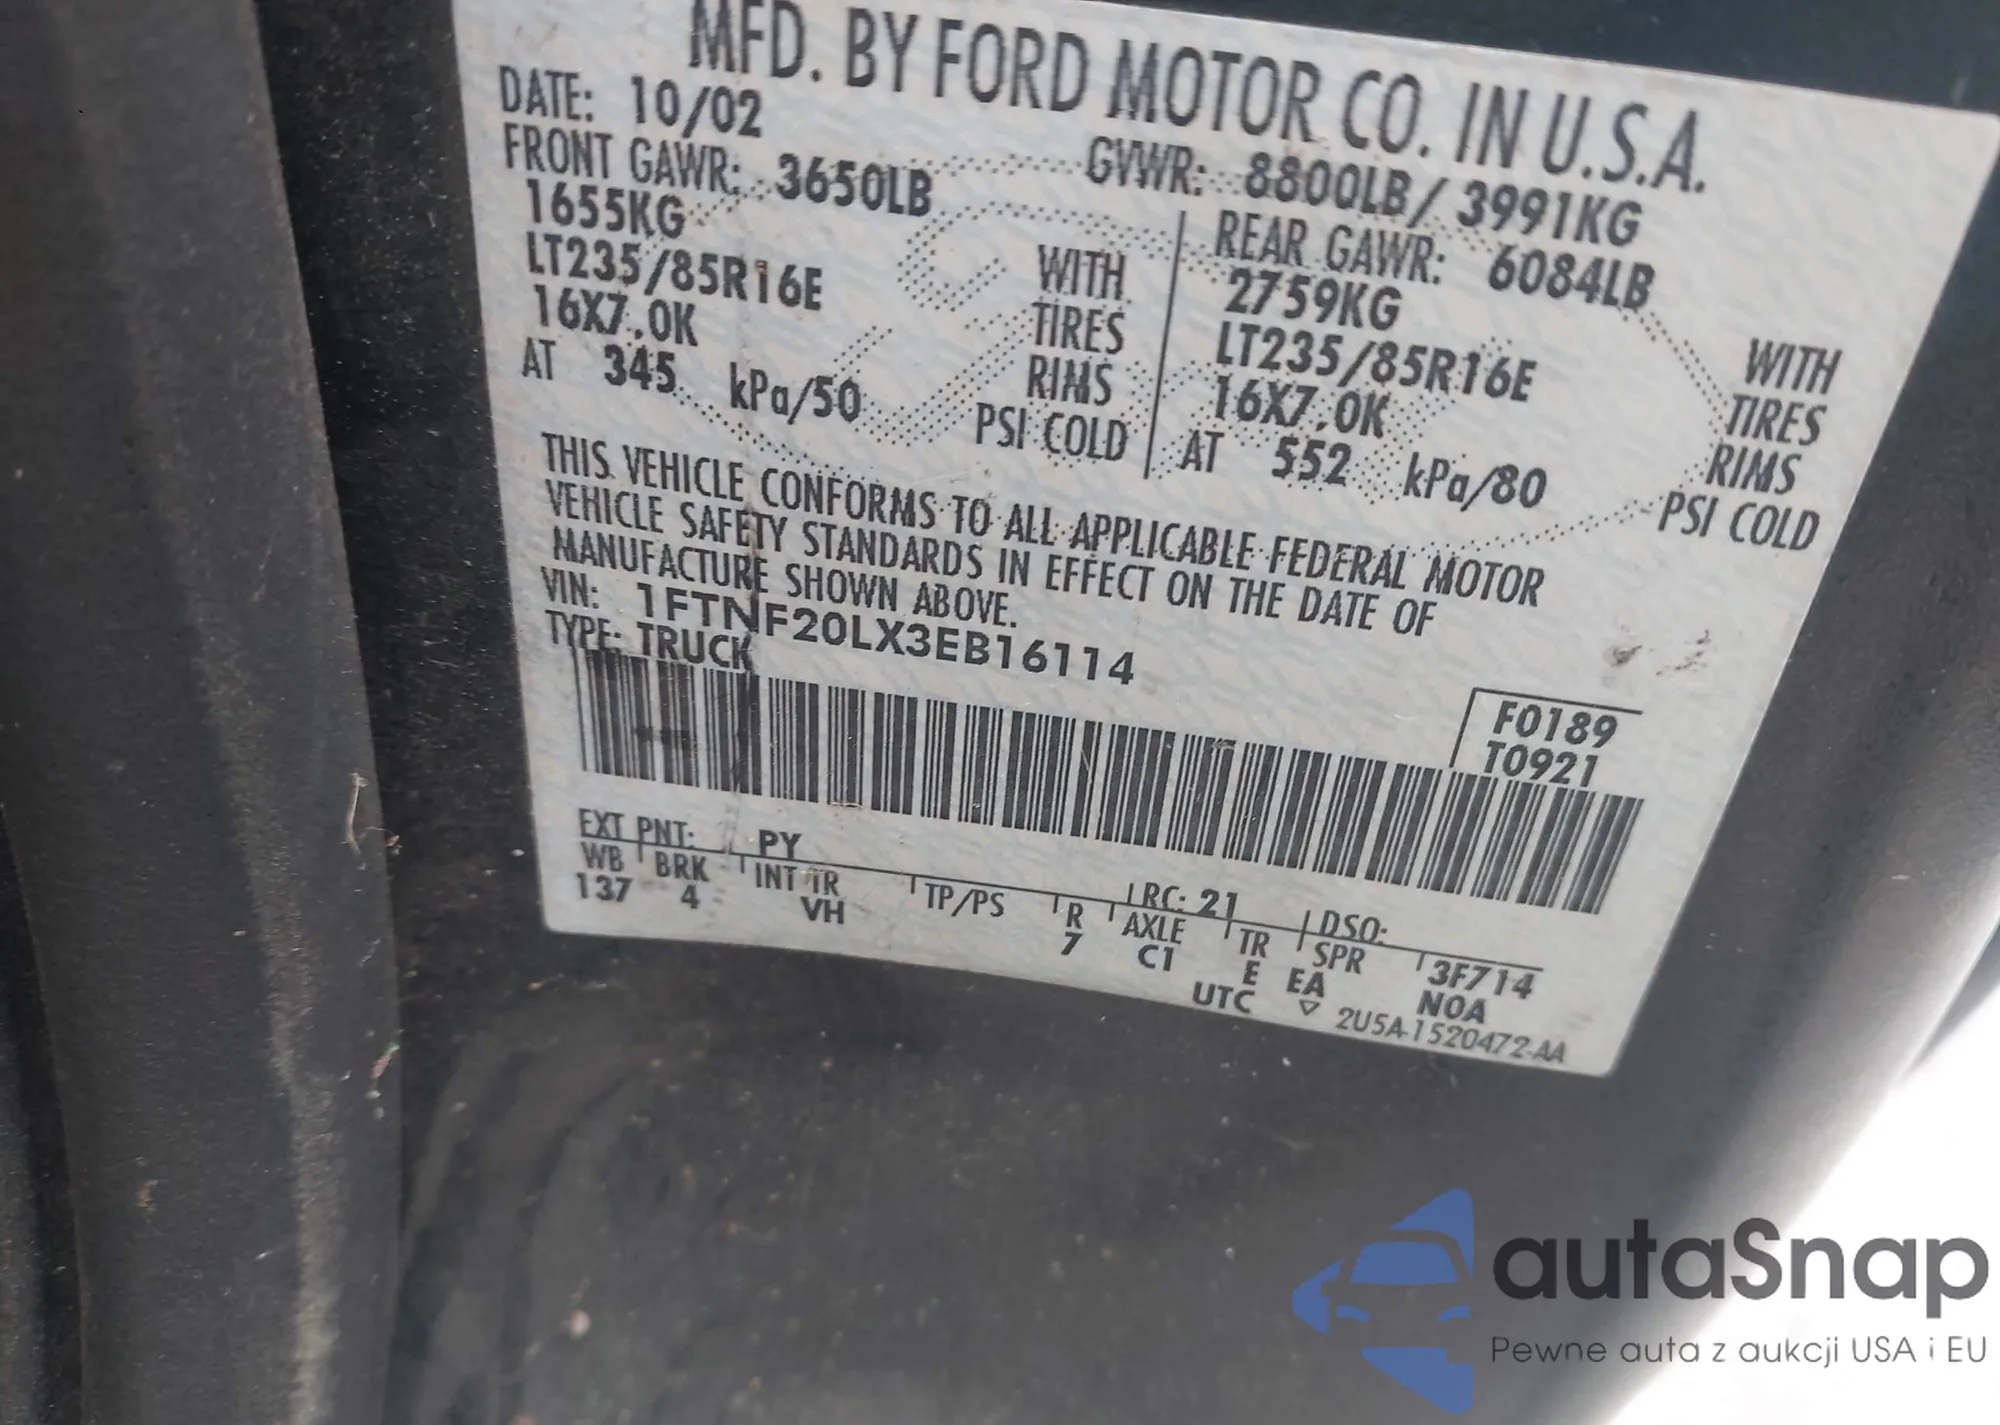 MFD. BY FORD MOTOR CO. IN U.S.A.
DATE: 10/02 GVWR: 8800LB/ 3991KG
FRONT GAWR: 3650LB REAR GAWR: 6084LB
1655KG WITH 2759KG WITH
LT235/85R16E TIRES LT235/85R16E TIRES
16X7.0K RIMS 16X7.0K RIMS
AT 345 kPa/50 PSI COLD AT 552 kPa/80 PSI COLD
THIS VEHICLE CONFORMS TO ALL APPLICABLE FEDERAL MOTOR
VEHICLE SAFETY STANDARDS IN EFFECT ON THE DATE OF
MANUFACTURE SHOWN ABOVE.
VIN: 1FTNF20LX3EB16114
TYPE: TRUCK
F0189
T0921
EXT PNT: PY RC: 21 DSO:
WB BRK INT TR TP/PS R AXLE TR SPR 3F714
137 4 VH 7 C1 E EA NOA
UTC ▽ 2U5A-1520472-AA
autaSnap
Pewne auta z aukcji USA i EU